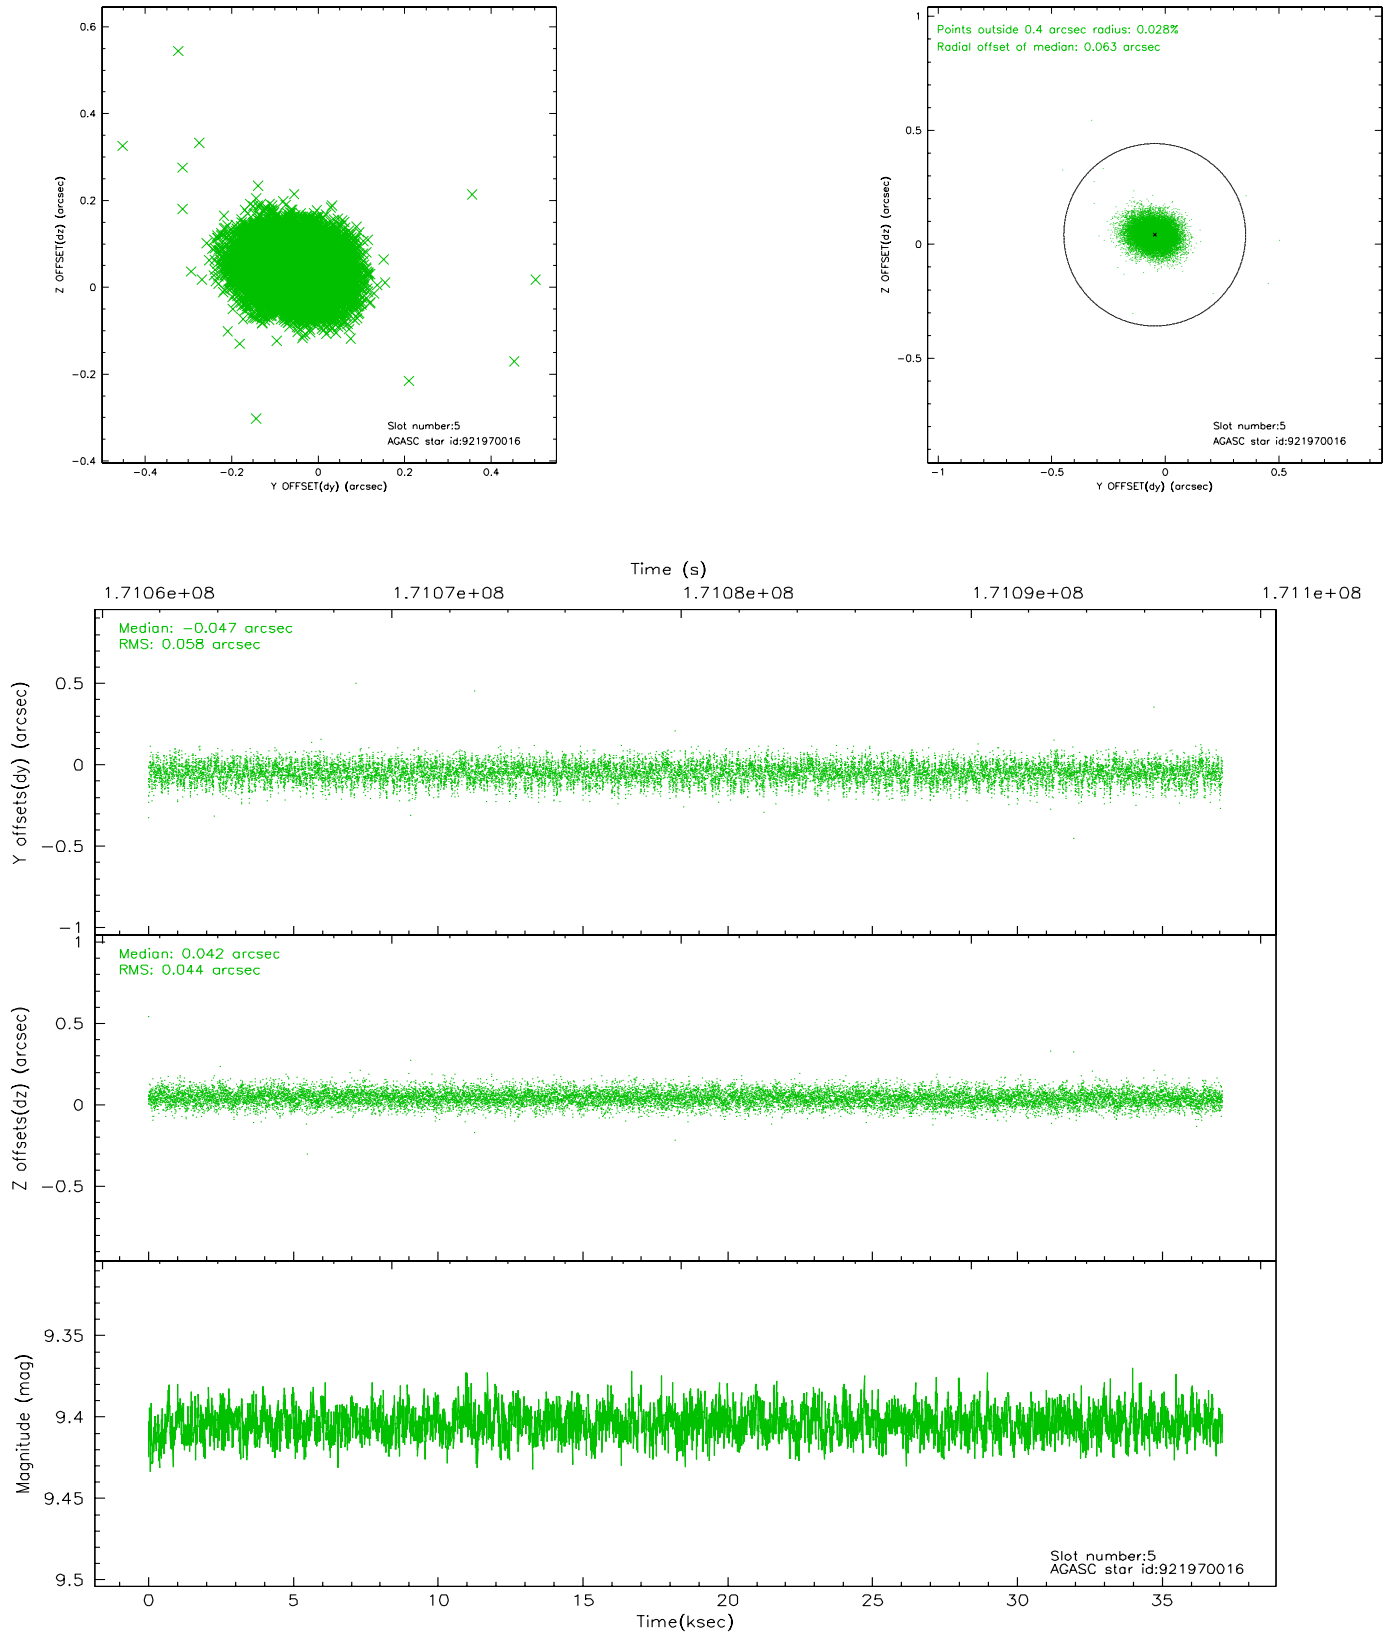 0.6
0.4
0.2
0
−0.2
−0.4
−0.4
−0.2
0
0.2
0.4
Z OFFSET(dz) (arcsec)
Y OFFSET(dy) (arcsec)
Slot number:5
AGASC star id:921970016
Points outside 0.4 arcsec radius: 0.028%
Radial offset of median: 0.063 arcsec
1
0.5
0
−0.5
−1
−0.5
0
0.5
Z OFFSET(dz) (arcsec)
Y OFFSET(dy) (arcsec)
Slot number:5
AGASC star id:921970016
Time (s)
1.7106e+08
1.7107e+08
1.7108e+08
1.7109e+08
1.711e+08
Median: −0.047 arcsec
RMS: 0.058 arcsec
0.5
0
−0.5
−1
Y offsets(dy) (arcsec)
Median: 0.042 arcsec
RMS: 0.044 arcsec
1
0.5
0
−0.5
Z offsets(dz) (arcsec)
9.35
9.4
9.45
9.5
Magnitude (mag)
Slot number:5
AGASC star id:921970016
0
5
10
15
20
25
30
35
Time(ksec)